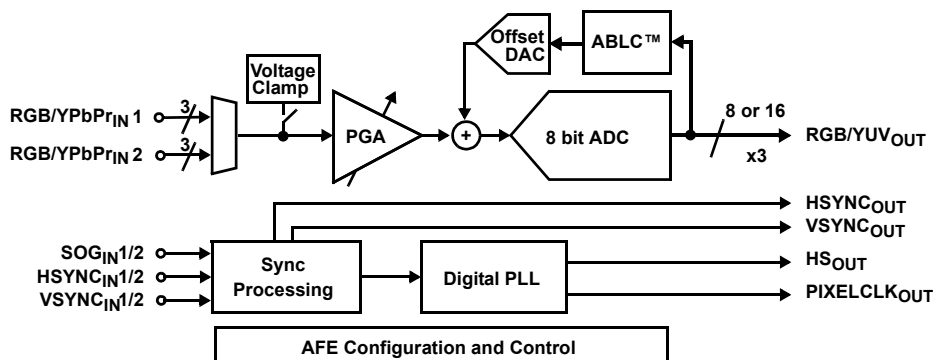 Offset
DAC
ABLC™
Voltage
Clamp
RGB/YPbPrIN 1
3
8 or 16
PGA
+
8 bit ADC
RGB/YUVOUT
RGB/YPbPrIN 2
3
x3
HSYNCOUT
VSYNCOUT
SOGIN1/2
HSYNCIN1/2
VSYNCIN1/2
Sync
Processing
Digital PLL
HSOUT
PIXELCLKOUT
AFE Configuration and Control